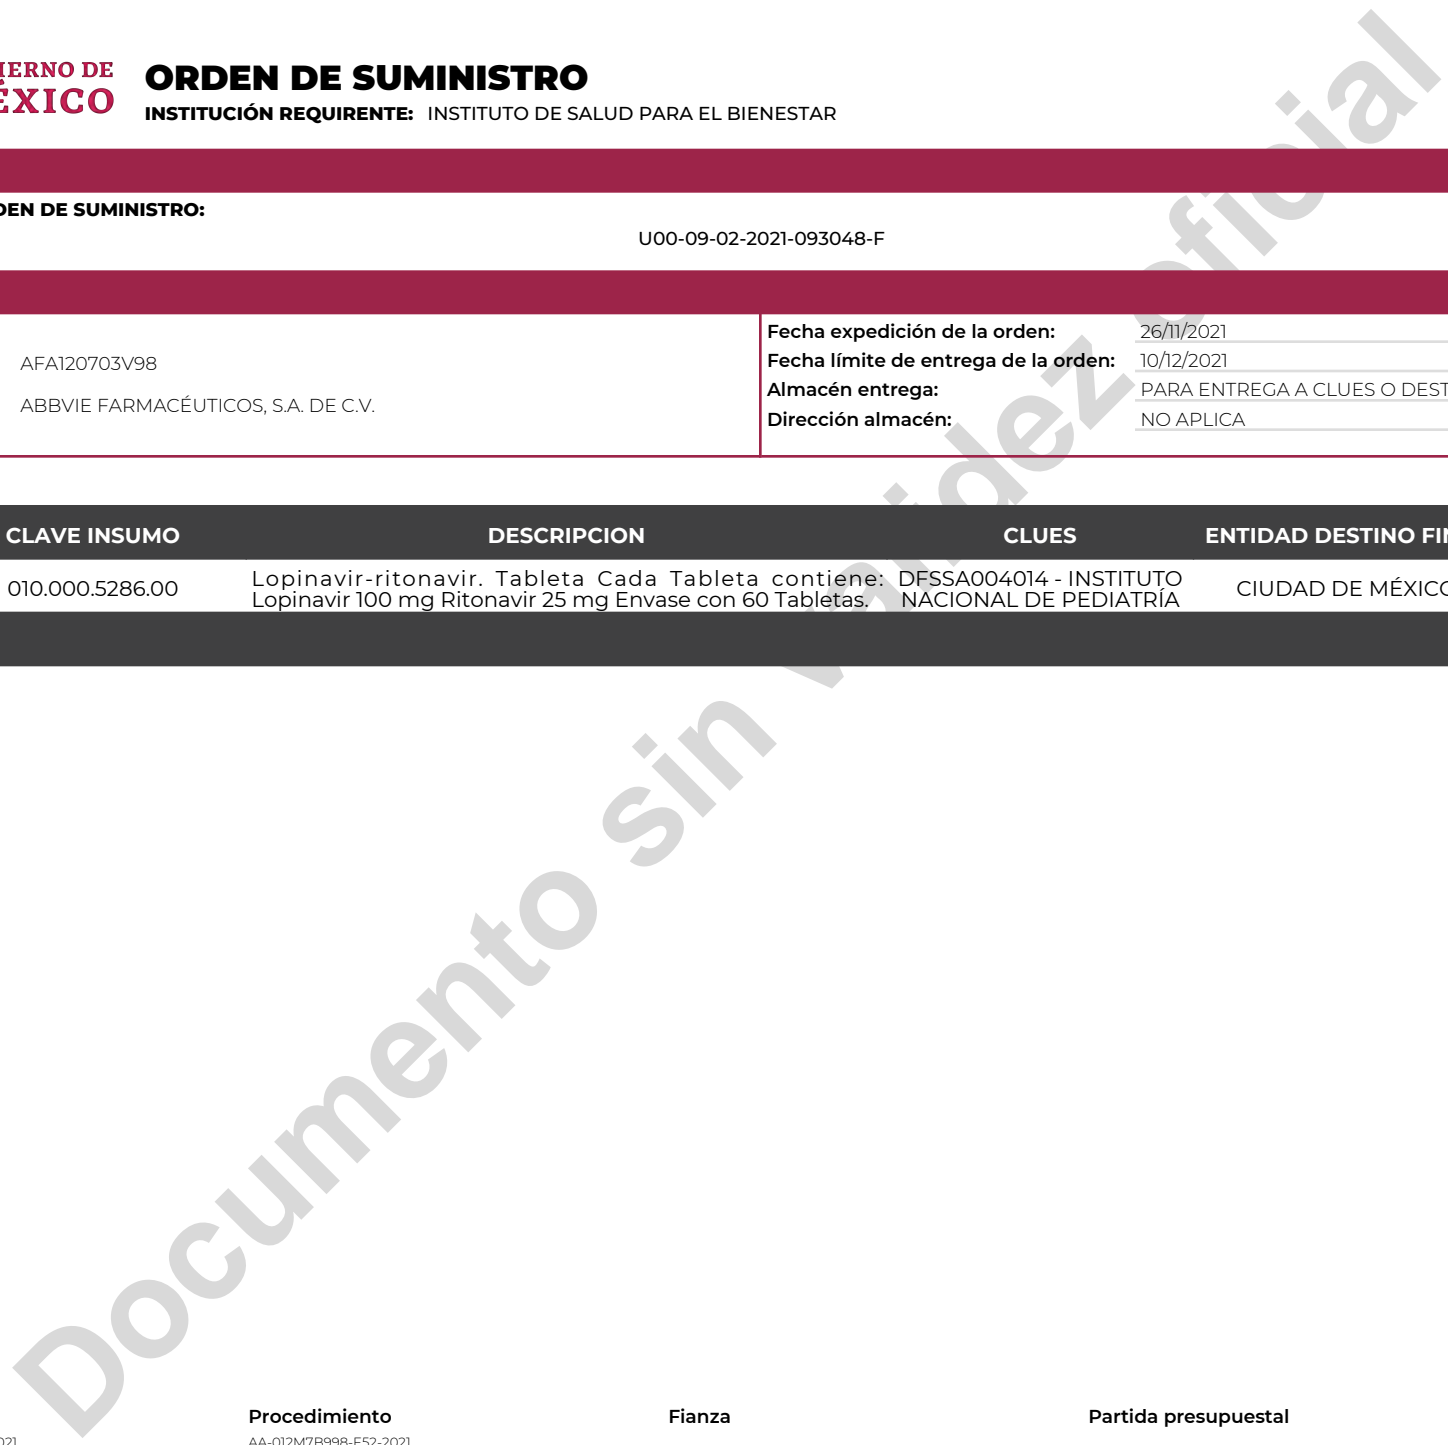 IERNO DE
ÉXICO
ORDEN DE SUMINISTRO
INSTITUCIÓN REQUIRENTE: INSTITUTO DE SALUD PARA EL BIENESTAR
DEN DE SUMINISTRO:
U00-09-02-2021-093048-F
AFA120703V98
ABBVIE FARMACÉUTICOS, S.A. DE C.V.
Fecha expedición de la orden: 26/11/2021
Fecha límite de entrega de la orden: 10/12/2021
Almacén entrega: PARA ENTREGA A CLUES O DEST
Dirección almacén: NO APLICA
CLAVE INSUMO DESCRIPCION CLUES ENTIDAD DESTINO FIN
010.000.5286.00
Lopinavir-ritonavir. Tableta Cada Tableta contiene:
Lopinavir 100 mg Ritonavir 25 mg Envase con 60 Tabletas.
DFSSA004014 - INSTITUTO
NACIONAL DE PEDIATRÍA
CIUDAD DE MÉXICO
Documento sin validez oficial
Procedimiento Fianza Partida presupuestal
021 AA-012M7B998-E52-2021